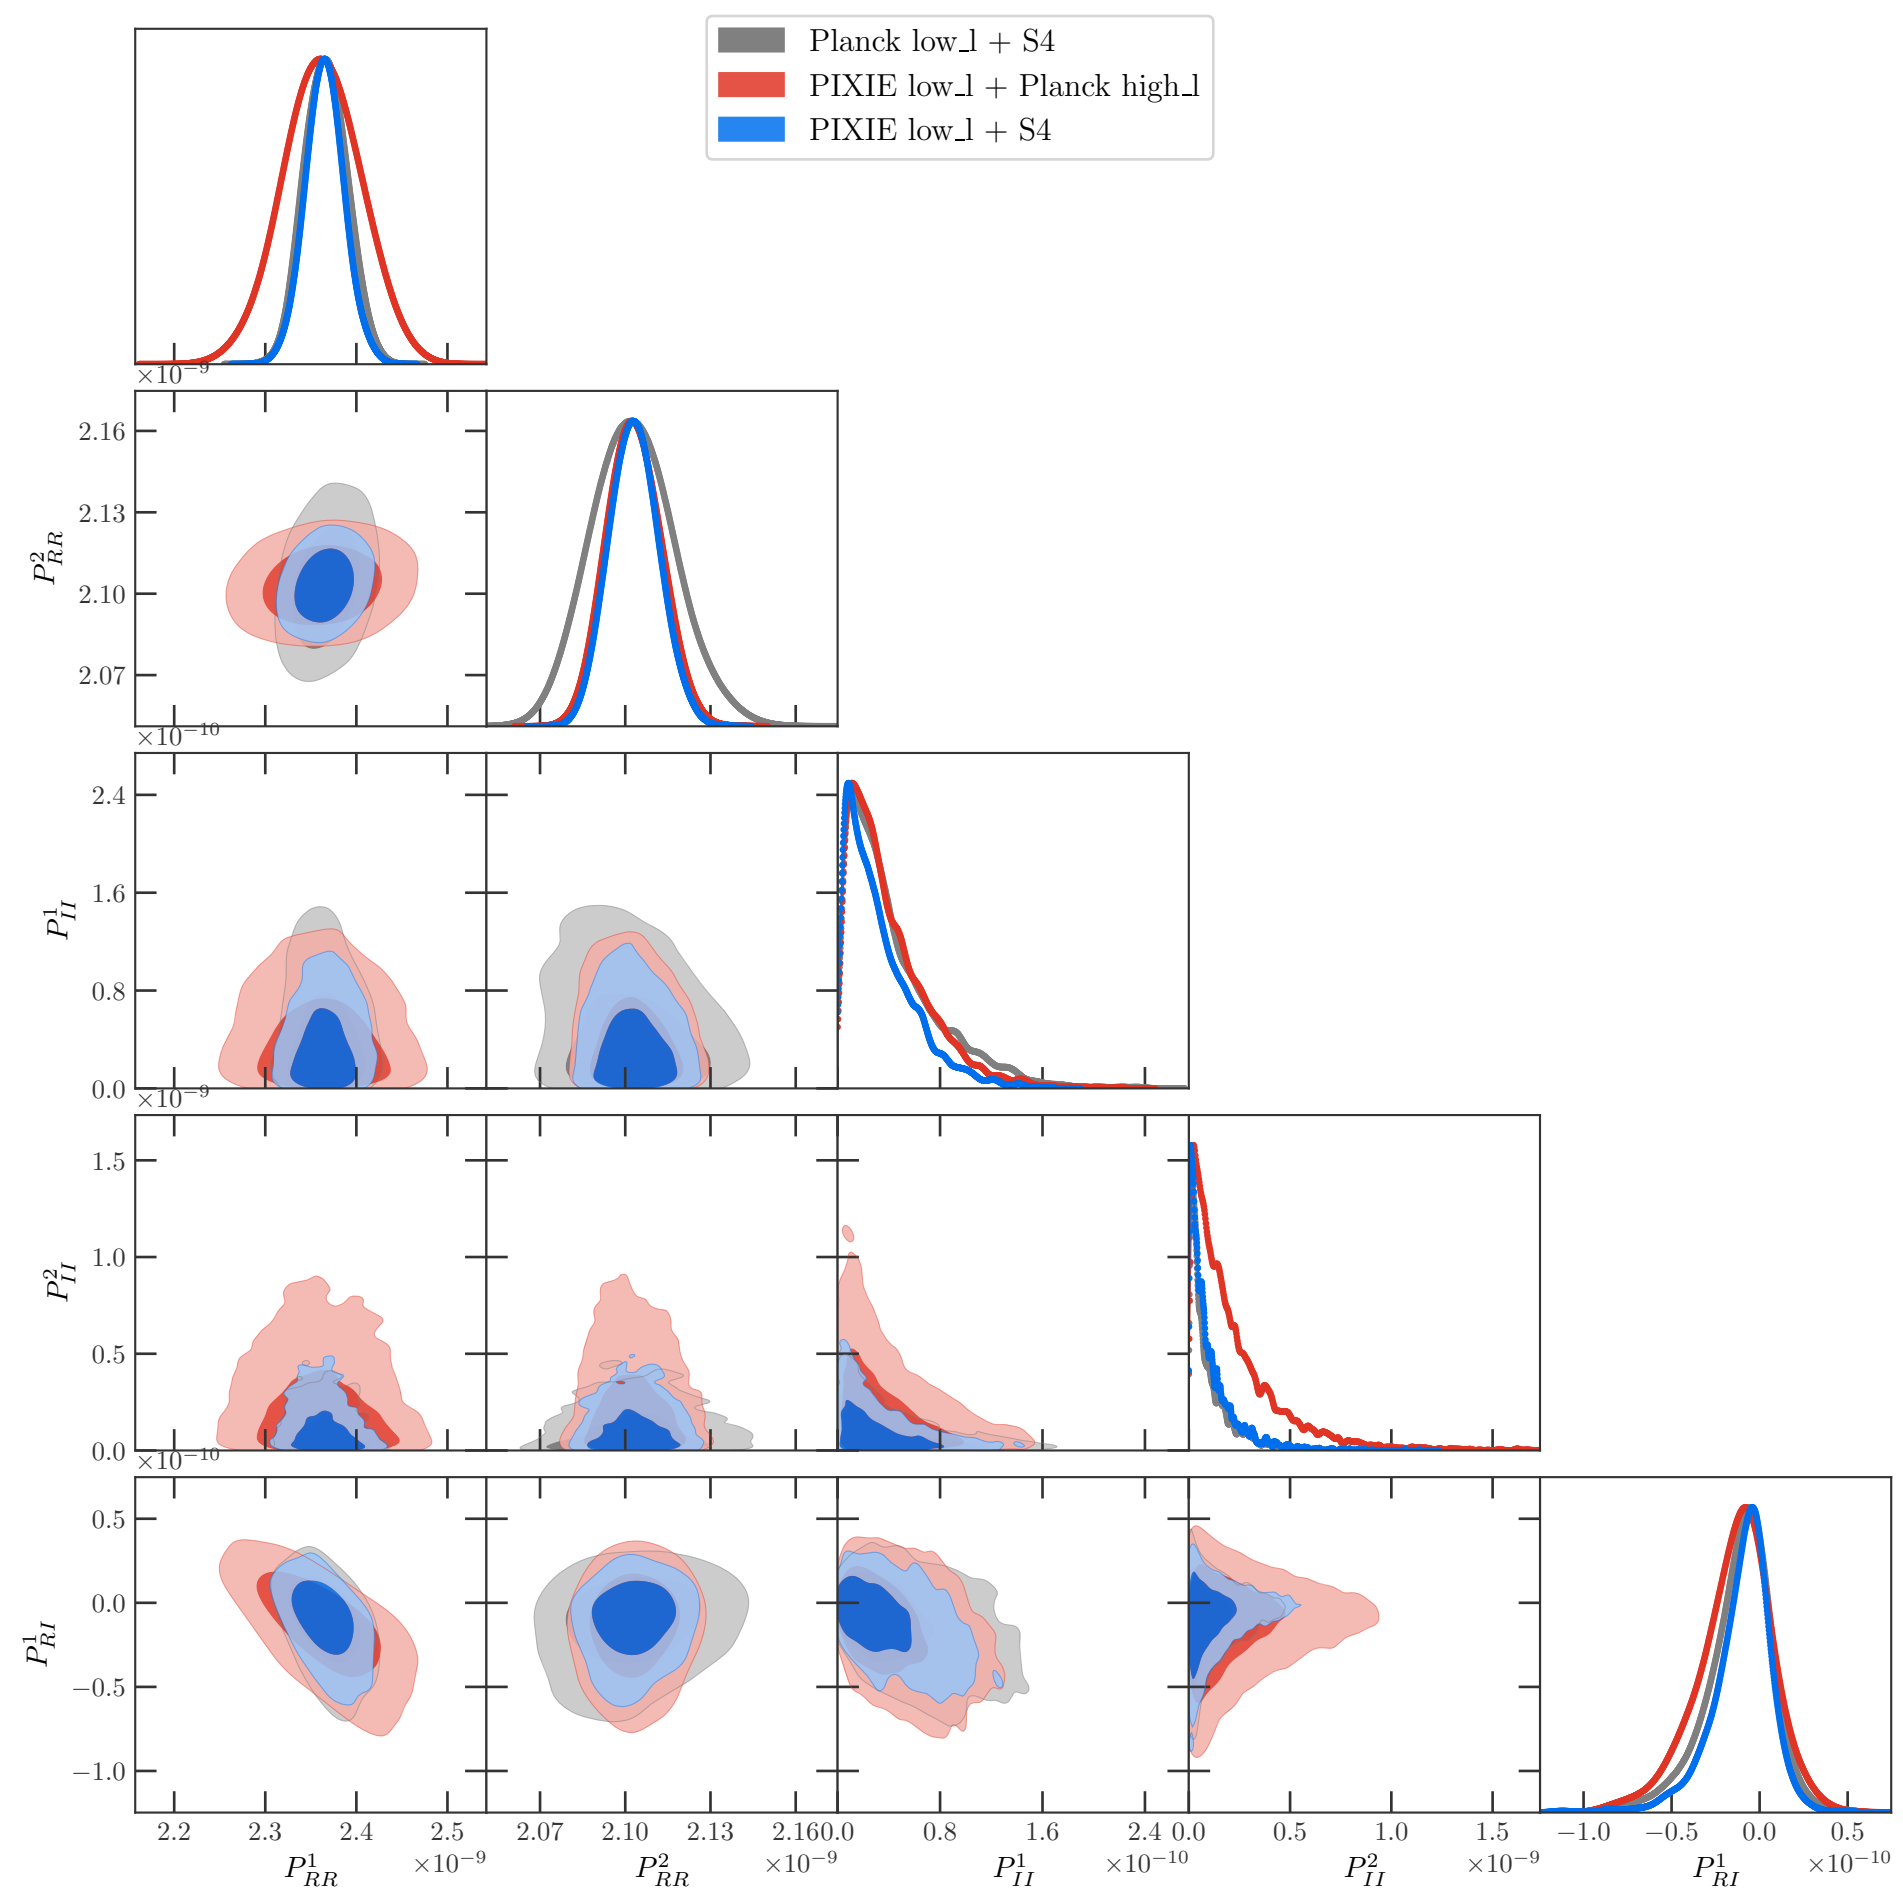 Planck low_l + S4
PIXIE low_l + Planck high_l
PIXIE low_l + S4
×10⁻⁹
2.16
2.13
2.10
2.07
P²_RR
×10⁻¹⁰
2.4
1.6
0.8
0.0
P¹_II
×10⁻⁹
1.5
1.0
0.5
0.0
P²_II
×10⁻¹⁰
0.5
0.0
−0.5
−1.0
P¹_RI
2.2 2.3 2.4 2.5 2.07 2.10 2.13 2.16 0.0 0.8 1.6 2.4 0.0 0.5 1.0 1.5 −1.0 −0.5 0.0 0.5
P¹_RR ×10⁻⁹ P²_RR ×10⁻⁹ P¹_II ×10⁻¹⁰ P²_II ×10⁻⁹ P¹_RI ×10⁻¹⁰